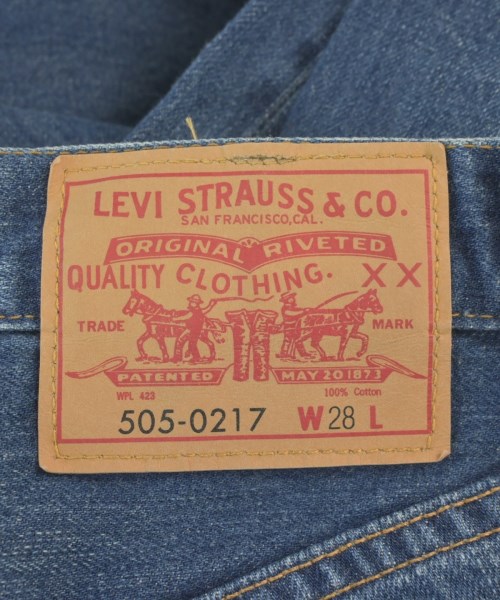 LEVI STRAUSS & CO.
SAN FRANCISCO, CAL.
ORIGINAL RIVETED
QUALITY CLOTHING. XX
TRADE MARK
PATENTED MAY 20 1873
WPL 423 100% Cotton
505-0217 W 28 L